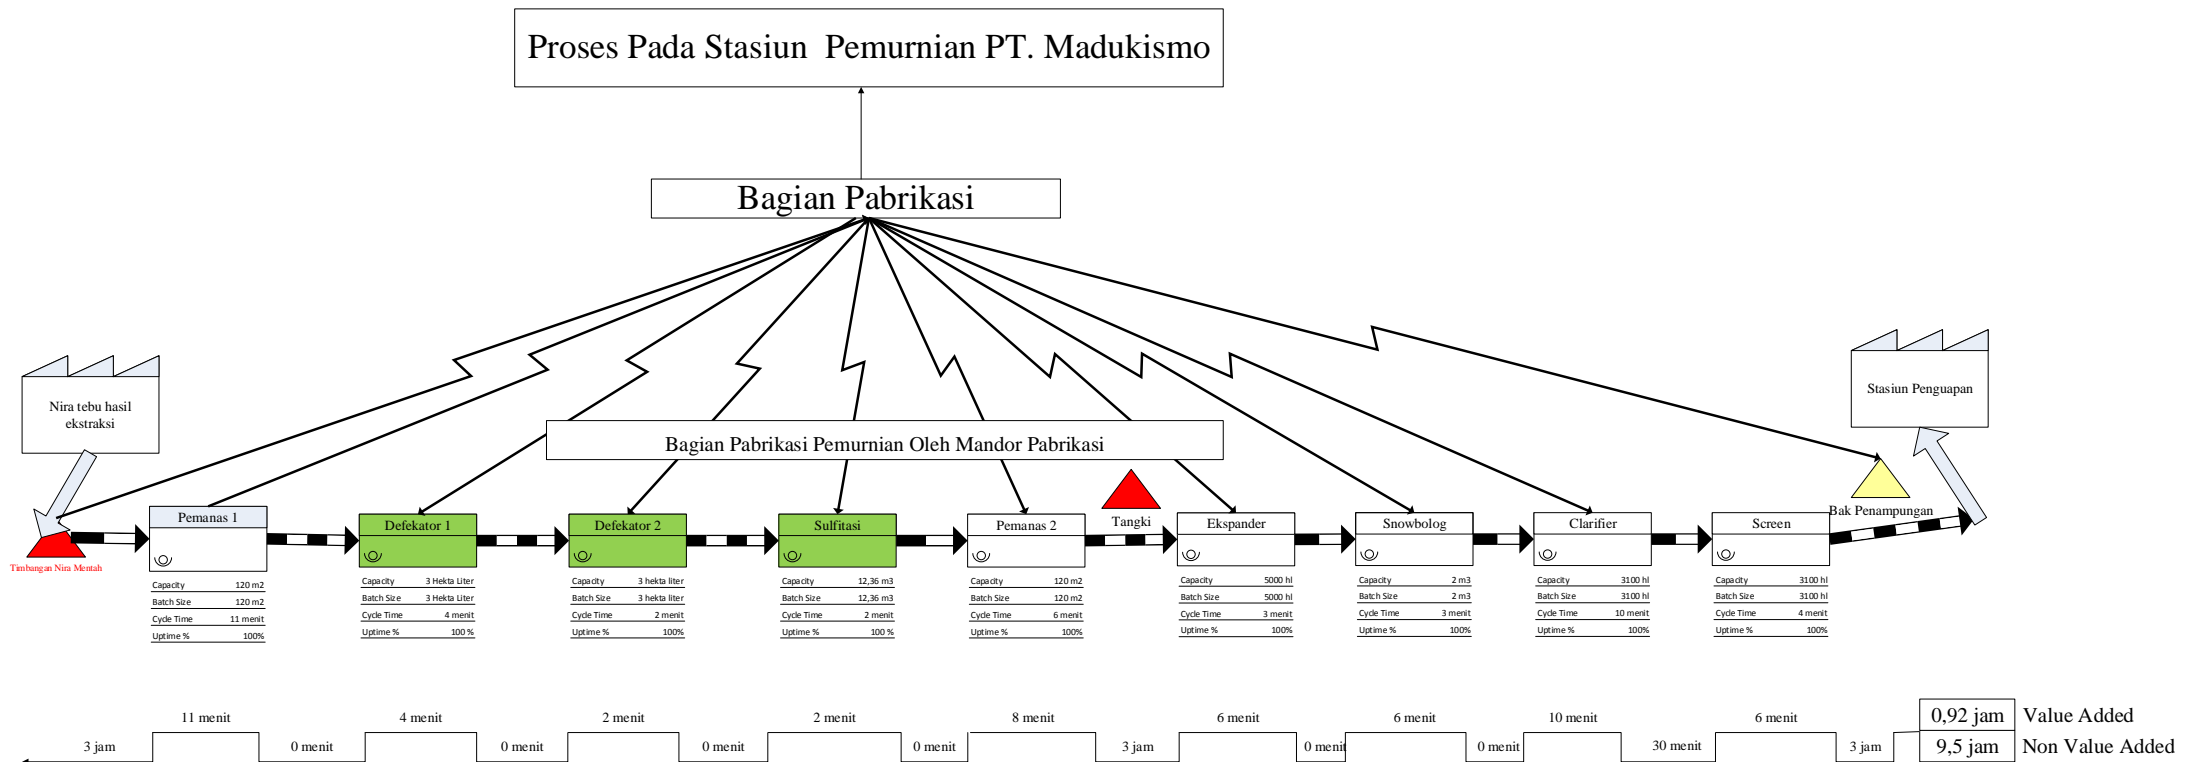 Proses Pada Stasiun Pemurnian PT. Madukismo
Bagian Pabrikasi
Nira tebu hasil
ekstraksi
Stasiun Penguapan
Bagian Pabrikasi Pemurnian Oleh Mandor Pabrikasi
Timbangan Nira Mentah
Tangki
Bak Penampungan
Pemanas 1
Capacity 120 m2
Batch Size 120 m2
Cycle Time 11 menit
Uptime % 100%
Defekator 1
Capacity 3 Hekta Liter
Batch Size 3 Hekta Liter
Cycle Time 4 menit
Uptime % 100 %
Defekator 2
Capacity 3 hekta liter
Batch Size 3 hekta liter
Cycle Time 2 menit
Uptime % 100%
Sulfitasi
Capacity 12,36 m3
Batch Size 12,36 m3
Cycle Time 2 menit
Uptime % 100 %
Pemanas 2
Capacity 120 m2
Batch Size 120 m2
Cycle Time 6 menit
Uptime % 100%
Ekspander
Capacity 5000 hl
Batch Size 5000 hl
Cycle Time 3 menit
Uptime % 100%
Snowbolog
Capacity 2 m3
Batch Size 2 m3
Cycle Time 3 menit
Uptime % 100%
Clarifier
Capacity 3100 hl
Batch Size 3100 hl
Cycle Time 10 menit
Uptime % 100%
Screen
Capacity 3100 hl
Batch Size 3100 hl
Cycle Time 4 menit
Uptime % 100%
11 menit 4 menit 2 menit 2 menit 8 menit 6 menit 6 menit 10 menit 6 menit
3 jam 0 menit 0 menit 0 menit 0 menit 3 jam 0 menit 0 menit 30 menit 3 jam
0,92 jam Value Added
9,5 jam Non Value Added